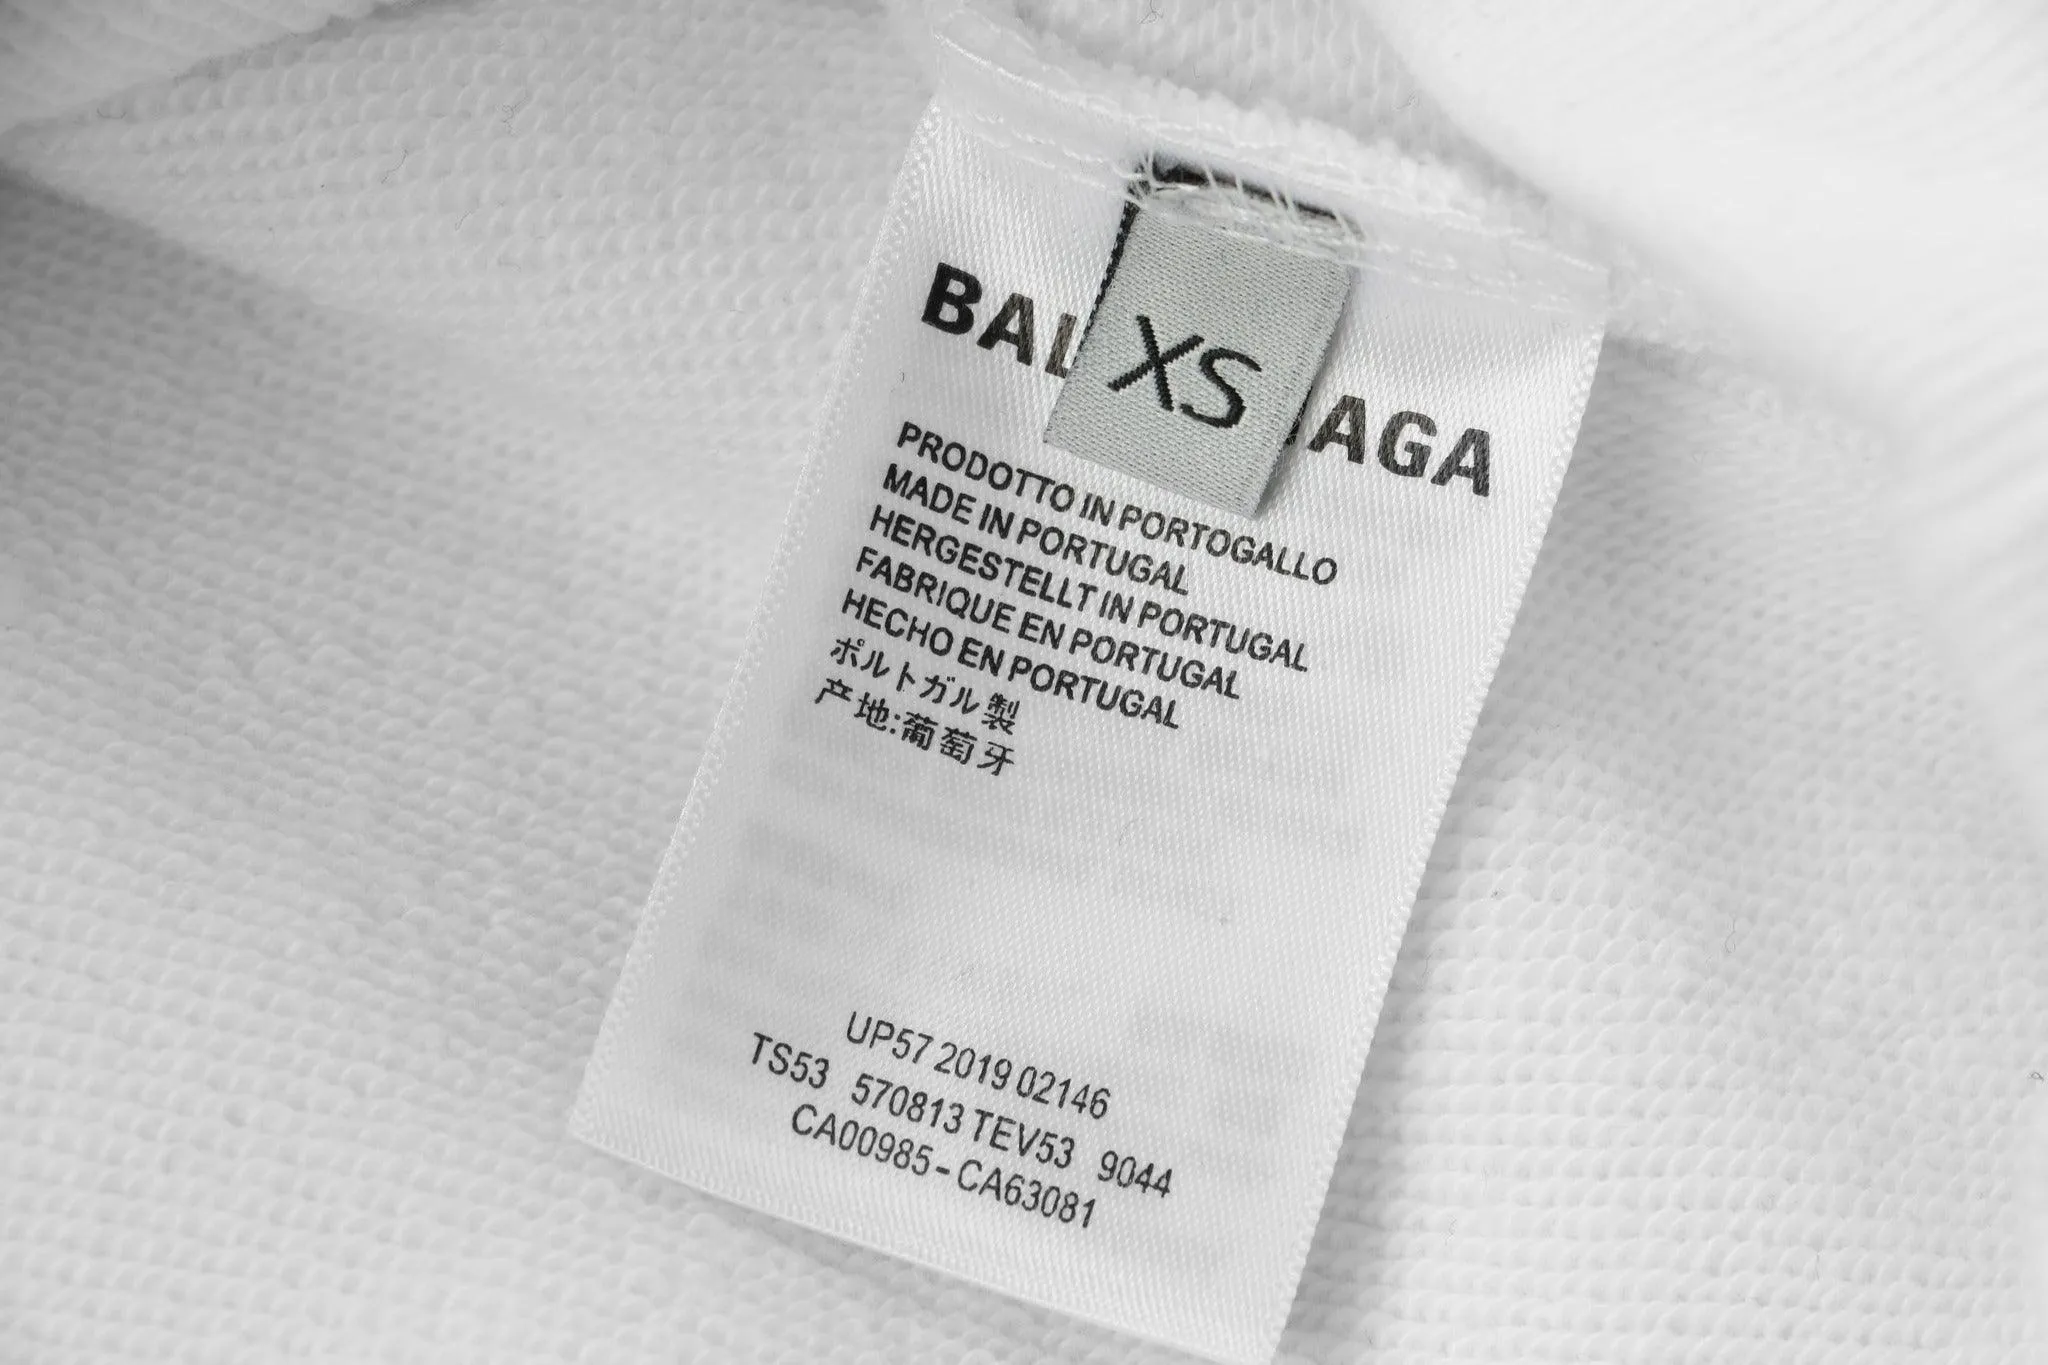 BAL AGA
XS
PRODOTTO IN PORTOGALLO
MADE IN PORTUGAL
HERGESTELLT IN PORTUGAL
FABRIQUE EN PORTUGAL
HECHO EN PORTUGAL
ポルトガル製
产地:葡萄牙
UP57 2019 02146
TS53 570813 TEV53 9044
CA00985-CA63081